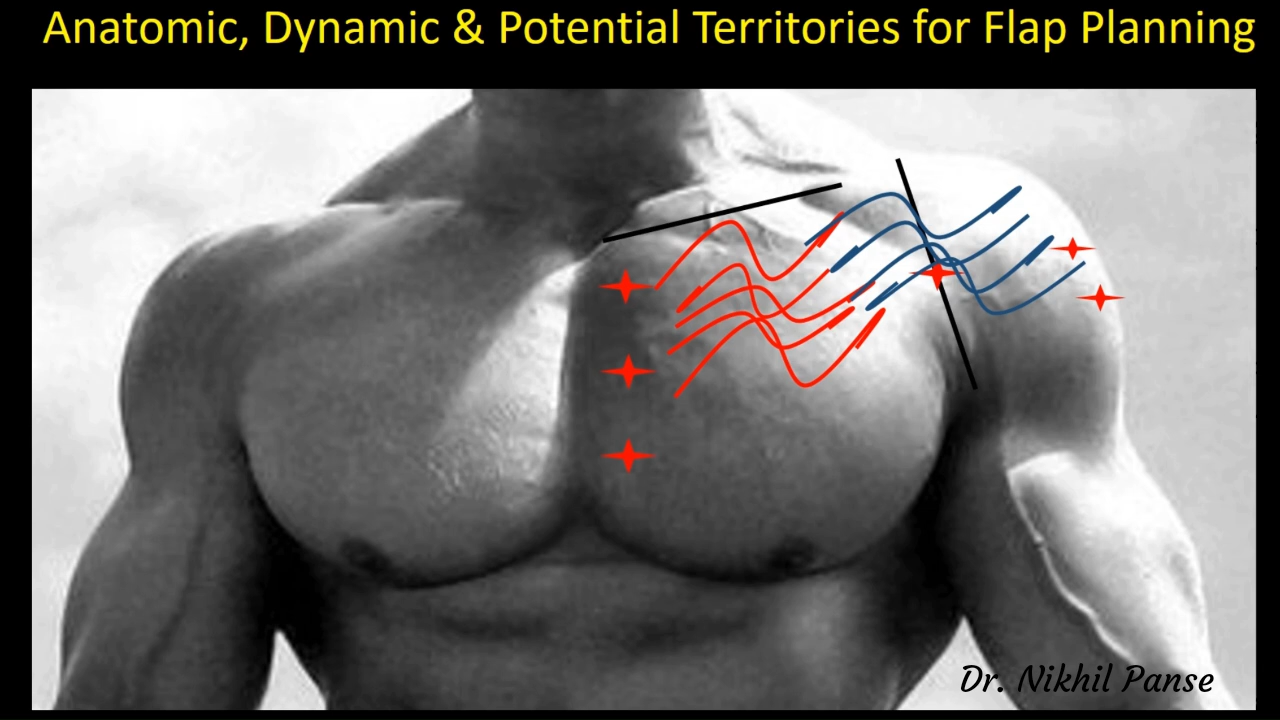 Anatomic, Dynamic & Potential Territories for Flap Planning
Dr. Nikhil Panse